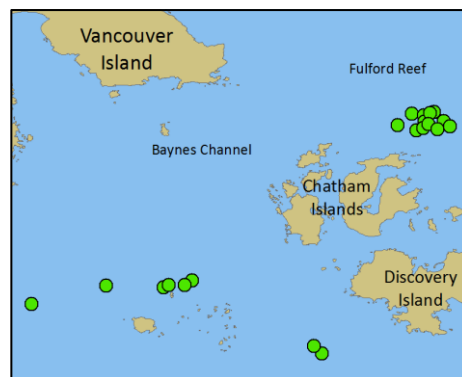 Vancouver
Island
Fulford Reef
Baynes Channel
Chatham
Islands
Discovery
Island